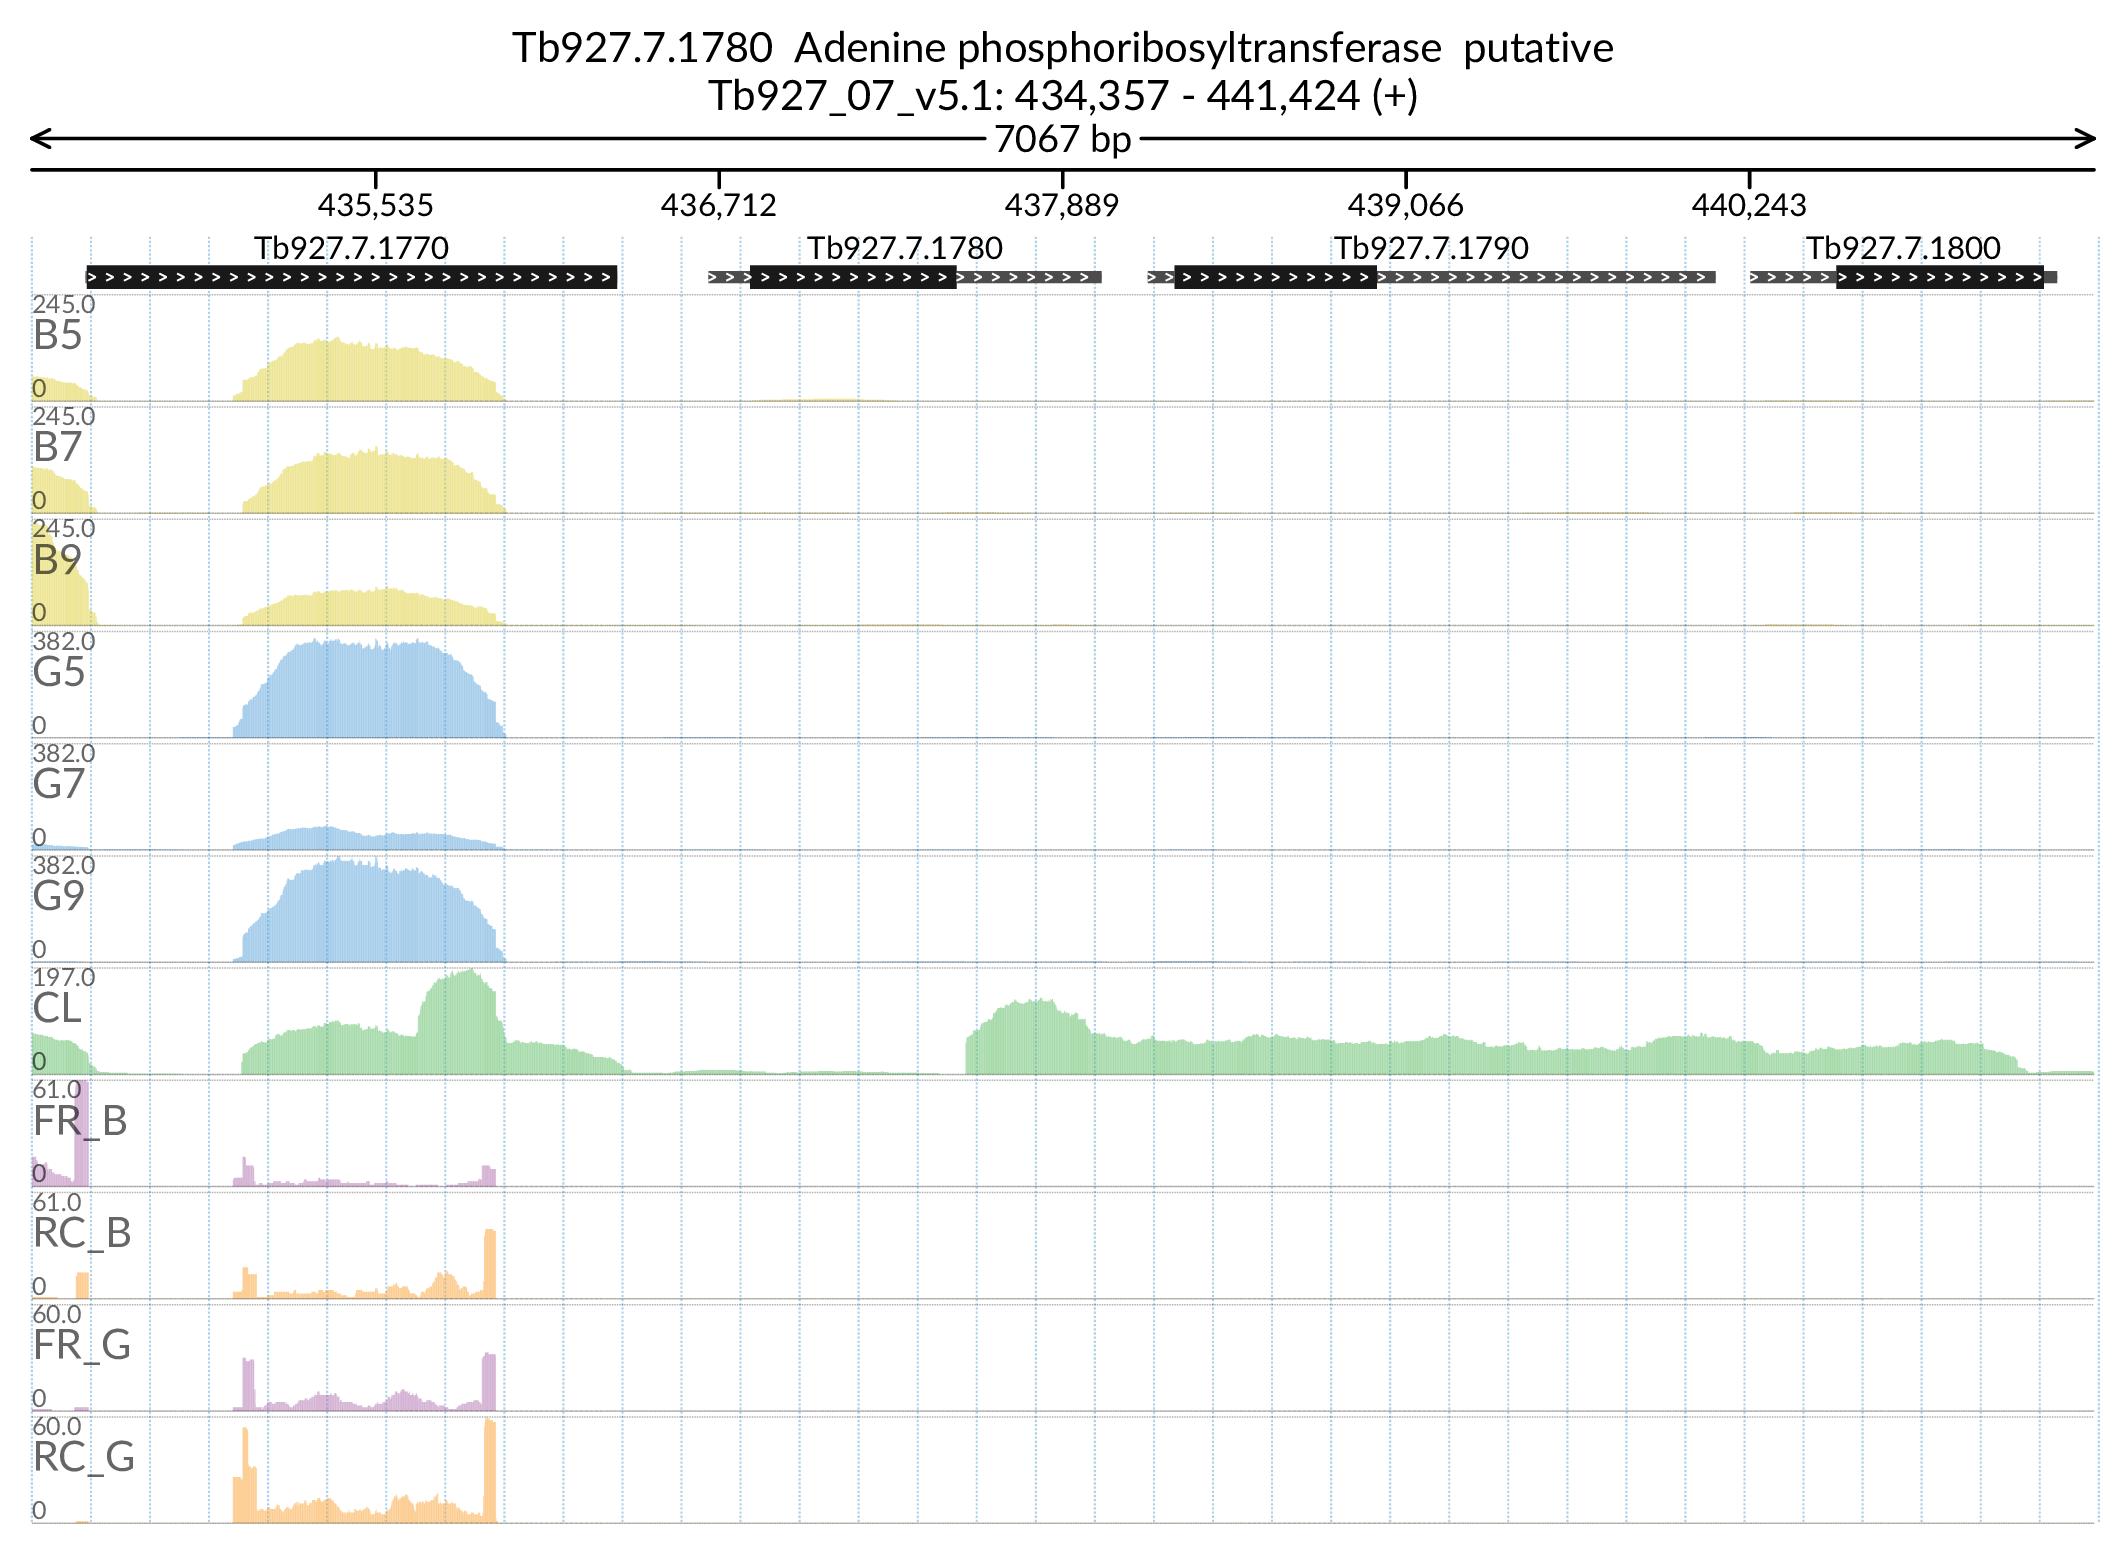 Tb927.7.1780 Adenine phosphoribosyltransferase putative
Tb927_07_v5.1: 434,357 - 441,424 (+)
7067 bp
435,535 436,712 437,889 439,066 440,243
Tb927.7.1770 Tb927.7.1780 Tb927.7.1790 Tb927.7.1800
245.0
B5
0
245.0
B7
0
245.0
B9
0
382.0
G5
0
382.0
G7
0
382.0
G9
0
197.0
CL
0
61.0
FR_B
0
61.0
RC_B
0
60.0
FR_G
0
60.0
RC_G
0